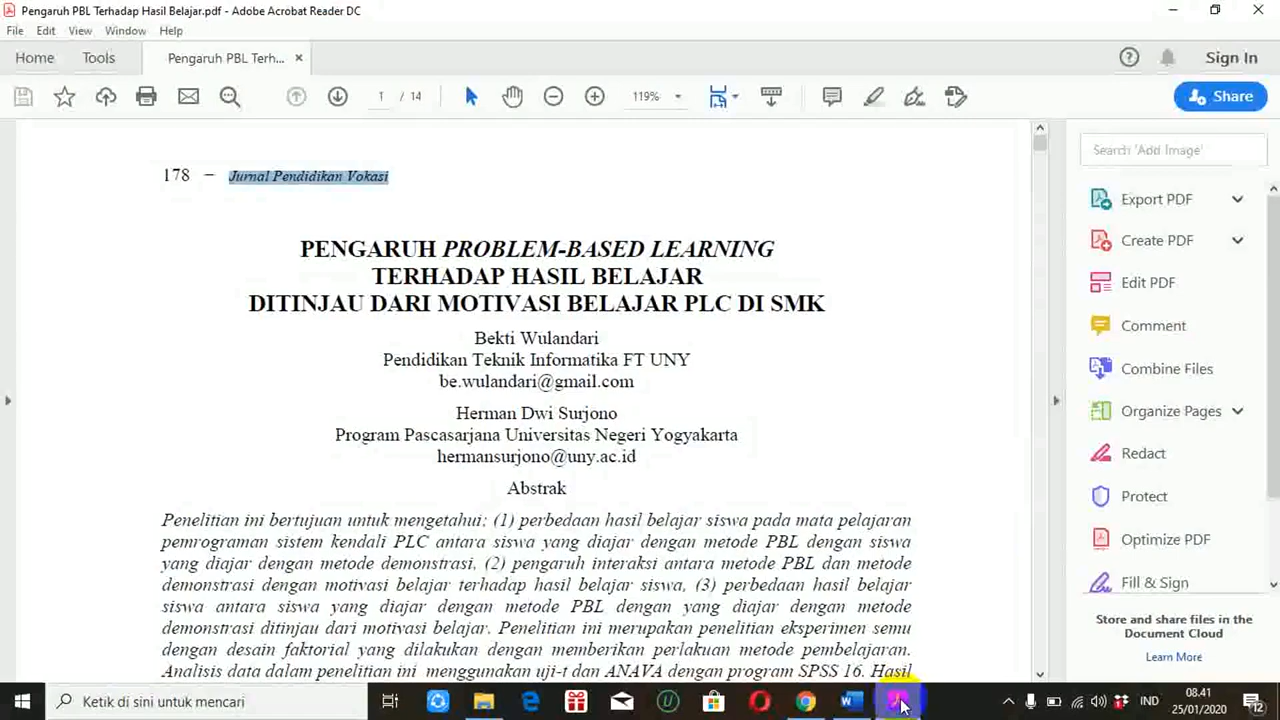 Pengaruh PBL Terhadap Hasil Belajar.pdf - Adobe Acrobat Reader DC
File Edit View Window Help
Home Tools Pengaruh PBL Terh... × Sign In
1 / 14 119% Share
Search 'Add Image'
178 – Jurnal Pendidikan Vokasi
Export PDF
PENGARUH PROBLEM-BASED LEARNING
TERHADAP HASIL BELAJAR
DITINJAU DARI MOTIVASI BELAJAR PLC DI SMK
Create PDF
Edit PDF
Bekti Wulandari
Pendidikan Teknik Informatika FT UNY
be.wulandari@gmail.com
Comment
Combine Files
Herman Dwi Surjono
Program Pascasarjana Universitas Negeri Yogyakarta
hermansurjono@uny.ac.id
Organize Pages
Redact
Abstrak
Protect
Penelitian ini bertujuan untuk mengetahui: (1) perbedaan hasil belajar siswa pada mata pelajaran
pemrograman sistem kendali PLC antara siswa yang diajar dengan metode PBL dengan siswa
yang diajar dengan metode demonstrasi, (2) pengaruh interaksi antara metode PBL dan metode
demonstrasi dengan motivasi belajar terhadap hasil belajar siswa, (3) perbedaan hasil belajar
siswa antara siswa yang diajar dengan metode PBL dengan yang diajar dengan metode
demonstrasi ditinjau dari motivasi belajar. Penelitian ini merupakan penelitian eksperimen semu
dengan desain faktorial yang dilakukan dengan memberikan perlakuan metode pembelajaran.
Analisis data dalam penelitian ini menggunakan uji-t dan ANAVA dengan program SPSS 16. Hasil
Optimize PDF
Fill & Sign
Store and share files in the
Document Cloud
Learn More
Ketik di sini untuk mencari
IND
08.41
25/01/2020
12